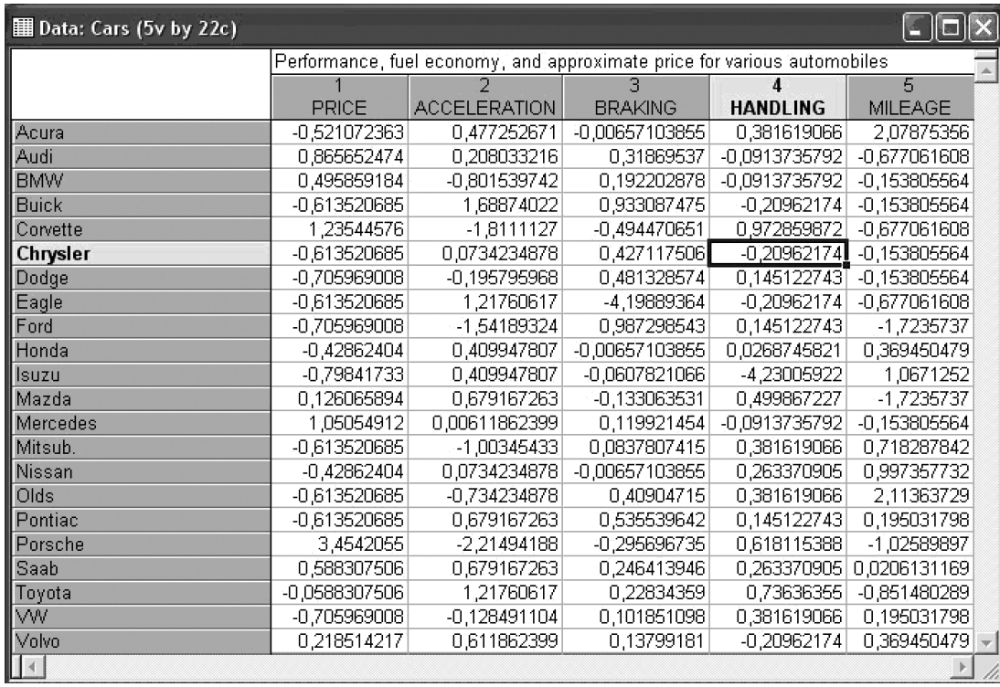 Data: Cars (5v by 22c)
Performance, fuel economy, and approximate price for various automobiles
1 2 3 4 5
PRICE ACCELERATION BRAKING HANDLING MILEAGE
Acura -0,521072363 0,477252671 -0,00657103855 0,381619066 2,07875356
Audi 0,865652474 0,208033216 0,31869537 -0,0913735792 -0,677061608
BMW 0,495859184 -0,801539742 0,192202878 -0,0913735792 -0,153805564
Buick -0,613520685 1,68874022 0,933087475 -0,20962174 -0,153805564
Corvette 1,23544576 -1,8111127 -0,494470651 0,972859872 -0,677061608
Chrysler -0,613520685 0,0734234878 0,427117506 -0,20962174 -0,153805564
Dodge -0,705969008 -0,195795968 0,481328574 0,145122743 -0,153805564
Eagle -0,613520685 1,21760617 -4,19889364 -0,20962174 -0,677061608
Ford -0,705969008 -1,54189324 0,987298543 0,145122743 -1,7235737
Honda -0,42862404 0,409947807 -0,00657103855 0,0268745821 0,369450479
Isuzu -0,79841733 0,409947807 -0,0607821066 -4,23005922 1,0671252
Mazda 0,126065894 0,679167263 -0,133063531 0,499867227 -1,7235737
Mercedes 1,05054912 0,00611862399 0,119921454 -0,0913735792 -0,153805564
Mitsub. -0,613520685 -1,00345433 0,0837807415 0,381619066 0,718287842
Nissan -0,42862404 0,0734234878 -0,00657103855 0,263370905 0,997357732
Olds -0,613520685 -0,734234878 0,40904715 0,381619066 2,11363729
Pontiac -0,613520685 0,679167263 0,535539642 0,145122743 0,195031798
Porsche 3,4542055 -2,21494188 -0,295696735 0,618115388 -1,02589897
Saab 0,588307506 0,679167263 0,246413946 0,263370905 0,0206131169
Toyota -0,0588307506 1,21760617 0,22834359 0,73636355 -0,851480289
VW -0,705969008 -0,128491104 0,101851098 0,381619066 0,195031798
Volvo 0,218514217 0,611862399 0,13799181 -0,20962174 0,369450479